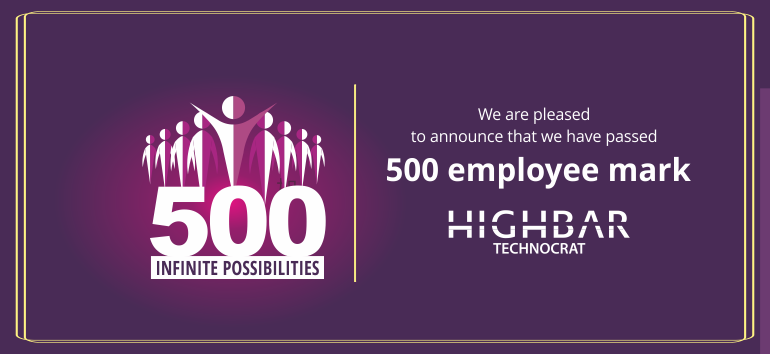 500
INFINITE POSSIBILITIES
We are pleased
to announce that we have passed
500 employee mark
HIGHBAR
TECHNOCRAT